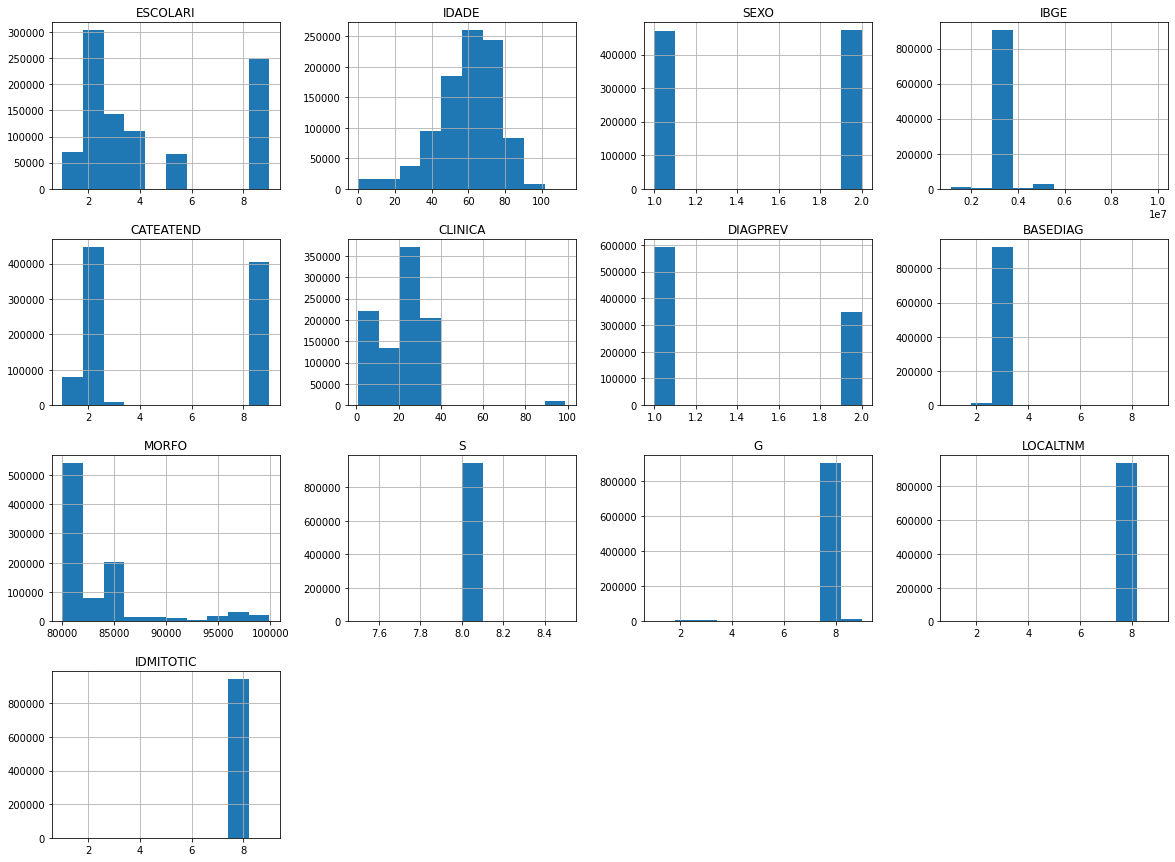 ESCOLARI IDADE SEXO IBGE
300000 250000 200000 150000 100000 50000 0
2 4 6 8
250000 200000 150000 100000 50000 0
0 20 40 60 80 100
400000 300000 200000 100000 0
1.0 1.2 1.4 1.6 1.8 2.0
800000 600000 400000 200000 0
0.2 0.4 0.6 0.8 1.0
1e7
CATEATEND CLINICA DIAGPREV BASEDIAG
400000 300000 200000 100000 0
2 4 6 8
350000 300000 250000 200000 150000 100000 50000 0
0 20 40 60 80 100
600000 500000 400000 300000 200000 100000 0
1.0 1.2 1.4 1.6 1.8 2.0
800000 600000 400000 200000 0
2 4 6 8
MORFO S G LOCALTNM
500000 400000 300000 200000 100000 0
80000 85000 90000 95000 100000
800000 600000 400000 200000 0
7.6 7.8 8.0 8.2 8.4
800000 600000 400000 200000 0
2 4 6 8
800000 600000 400000 200000 0
2 4 6 8
IDMITOTIC
800000 600000 400000 200000 0
2 4 6 8